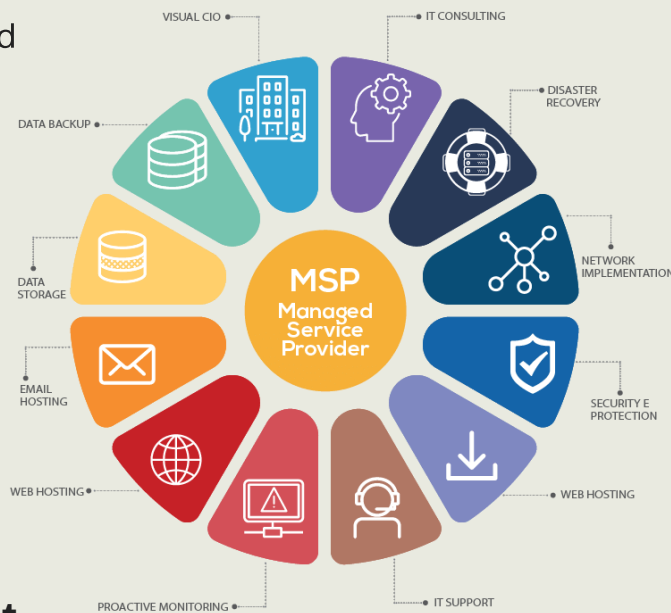 d
VISUAL CIO
IT CONSULTING
DISASTER
RECOVERY
DATA BACKUP
NETWORK
IMPLEMENTATION
DATA
STORAGE
MSP
Managed
Service
Provider
EMAIL
HOSTING
SECURITY E
PROTECTION
WEB HOSTING
WEB HOSTING
PROACTIVE MONITORING
IT SUPPORT
t